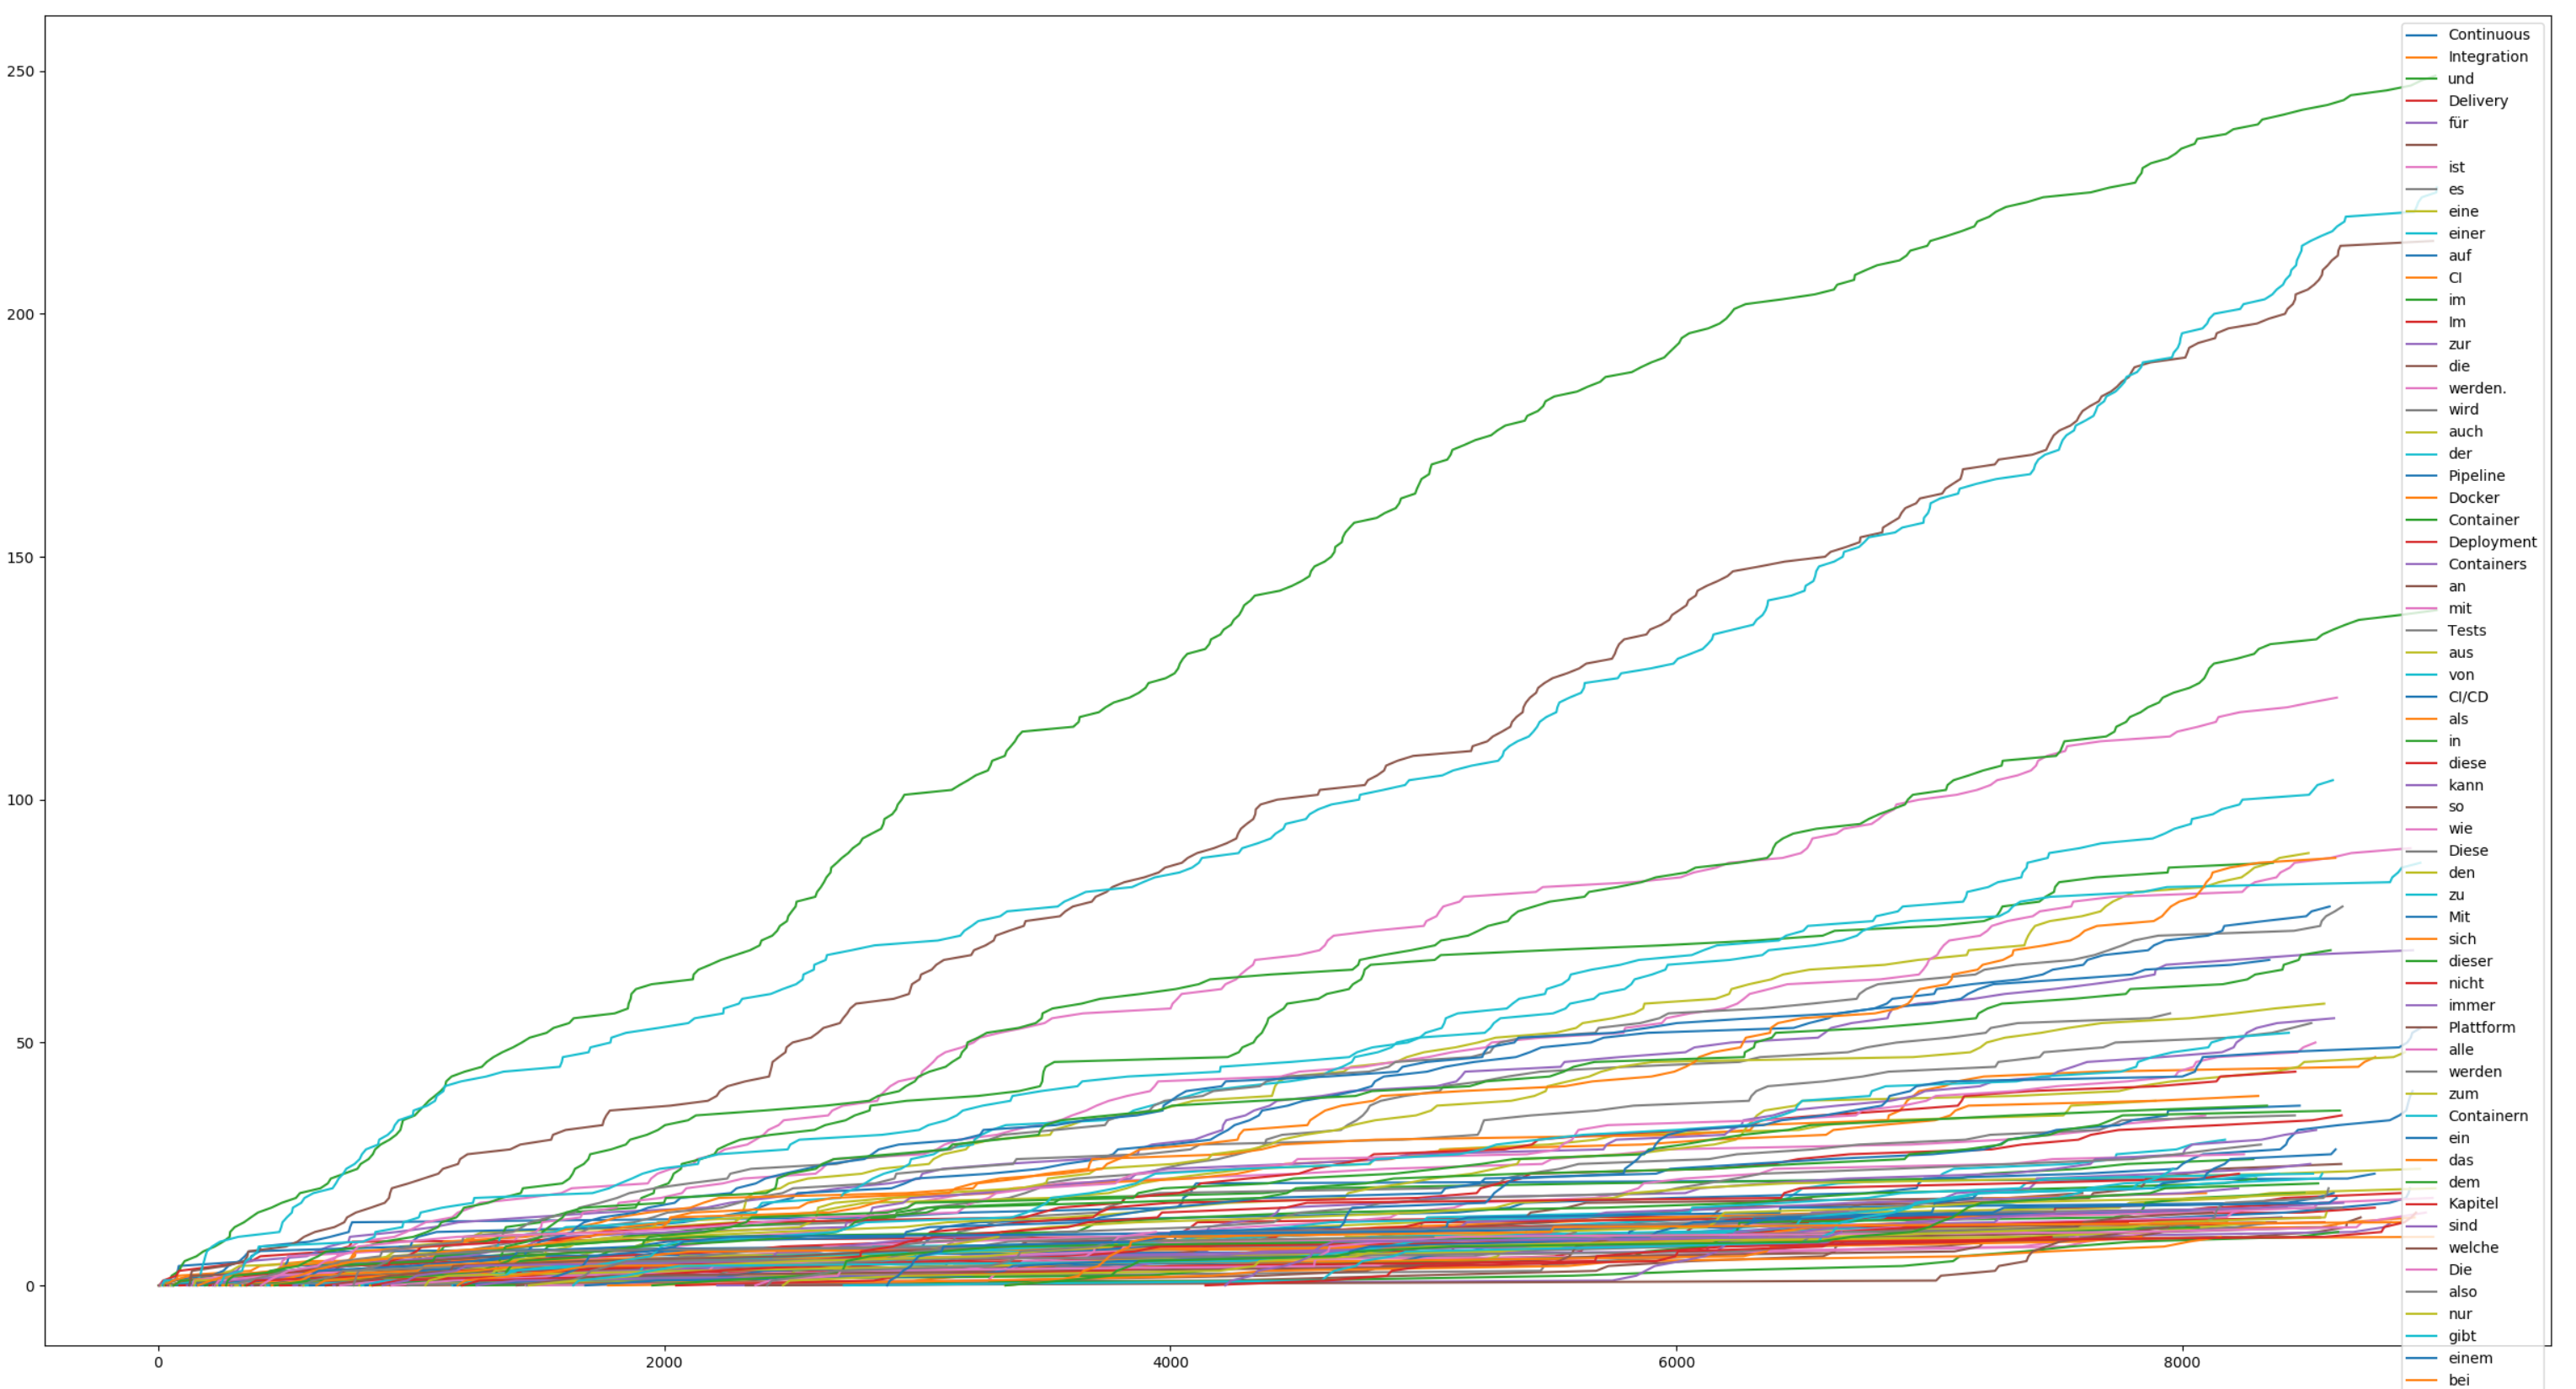 250
200
150
100
50
0
0 2000 4000 6000 8000
Continuous
Integration
und
Delivery
für
ist
es
eine
einer
auf
CI
im
Im
zur
die
werden.
wird
auch
der
Pipeline
Docker
Container
Deployment
Containers
an
mit
Tests
aus
von
CI/CD
als
in
diese
kann
so
wie
Diese
den
zu
Mit
sich
dieser
nicht
immer
Plattform
alle
werden
zum
Containern
ein
das
dem
Kapitel
sind
welche
Die
also
nur
gibt
einem
bei